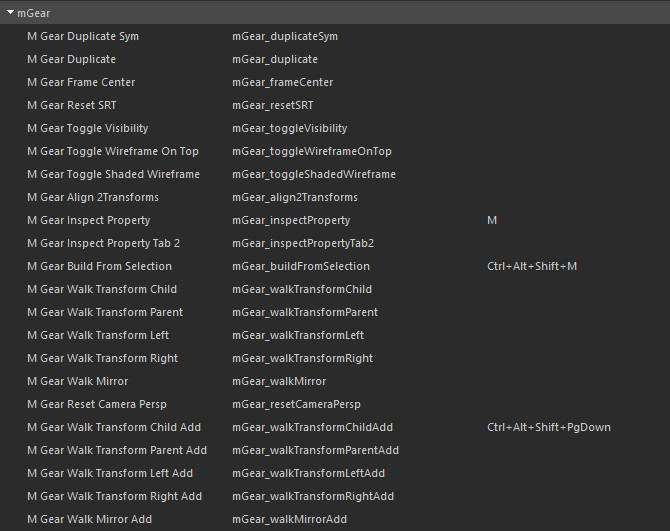 mGear
M Gear Duplicate Sym mGear_duplicateSym
M Gear Duplicate mGear_duplicate
M Gear Frame Center mGear_frameCenter
M Gear Reset SRT mGear_resetSRT
M Gear Toggle Visibility mGear_toggleVisibility
M Gear Toggle Wireframe On Top mGear_toggleWireframeOnTop
M Gear Toggle Shaded Wireframe mGear_toggleShadedWireframe
M Gear Align 2Transforms mGear_align2Transforms
M Gear Inspect Property mGear_inspectProperty M
M Gear Inspect Property Tab 2 mGear_inspectPropertyTab2
M Gear Build From Selection mGear_buildFromSelection Ctrl+Alt+Shift+M
M Gear Walk Transform Child mGear_walkTransformChild
M Gear Walk Transform Parent mGear_walkTransformParent
M Gear Walk Transform Left mGear_walkTransformLeft
M Gear Walk Transform Right mGear_walkTransformRight
M Gear Walk Mirror mGear_walkMirror
M Gear Reset Camera Persp mGear_resetCameraPersp
M Gear Walk Transform Child Add mGear_walkTransformChildAdd Ctrl+Alt+Shift+PgDown
M Gear Walk Transform Parent Add mGear_walkTransformParentAdd
M Gear Walk Transform Left Add mGear_walkTransformLeftAdd
M Gear Walk Transform Right Add mGear_walkTransformRightAdd
M Gear Walk Mirror Add mGear_walkMirrorAdd